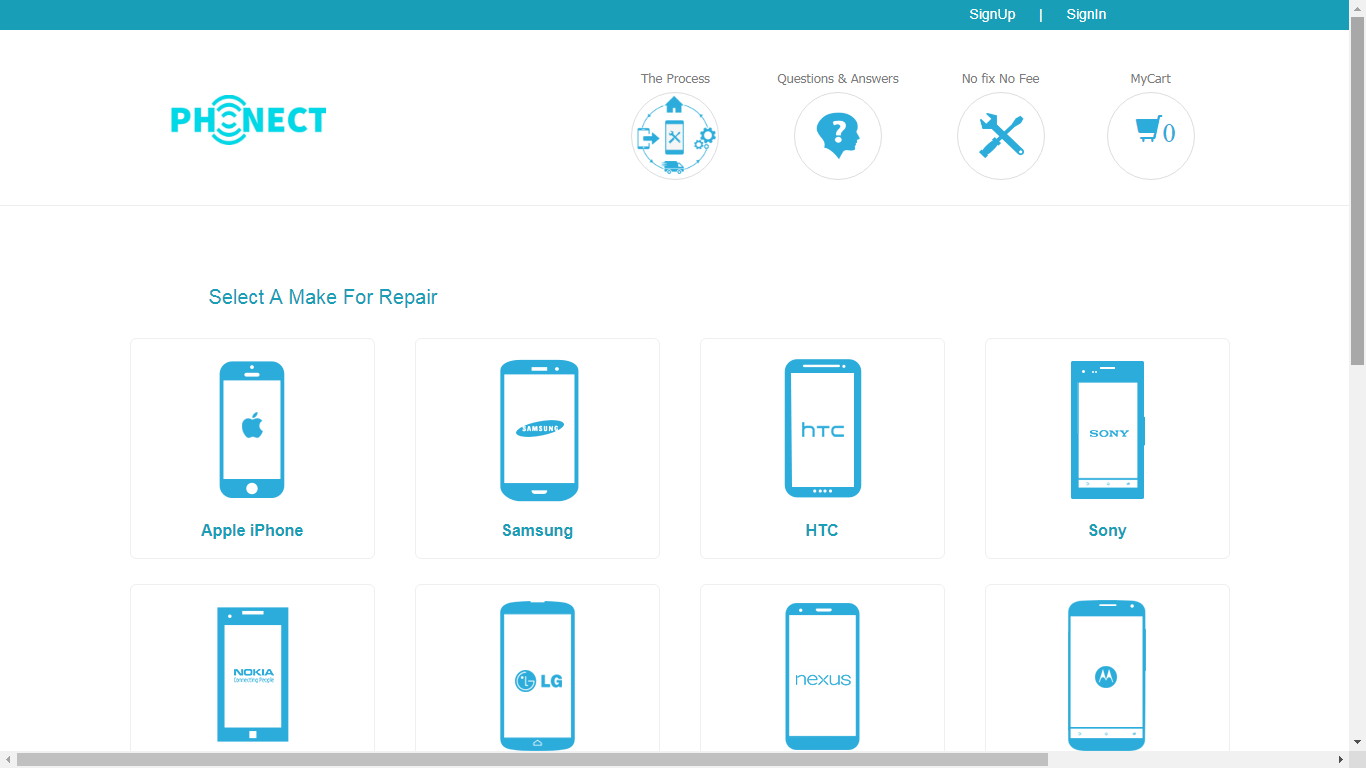 SignUp | SignIn
The Process Questions & Answers No fix No Fee MyCart
PHONECT
0
Select A Make For Repair
SAMSUNG
hTC
SONY
Apple iPhone Samsung HTC Sony
NOKIA
Connecting People
LG
nexus